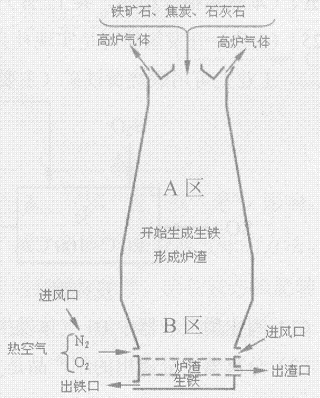 铁矿石、焦炭、石灰石
高炉气体
高炉气体
A 区
开始生成生铁
形成炉渣
B 区
进风口
进风口
热空气
N₂
O₂
炉渣
出渣口
生铁
出铁口